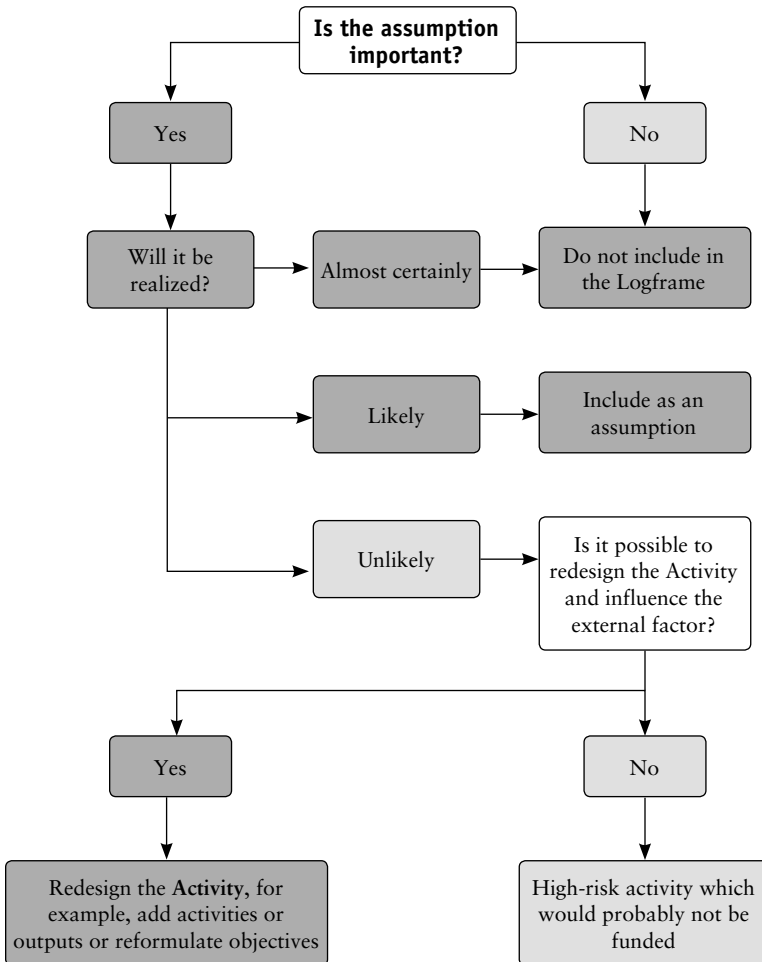 Is the assumption
important?
Yes
No
Will it be
realized?
Almost certainly
Do not include in
the Logframe
Likely
Include as an
assumption
Unlikely
Is it possible to
redesign the Activity
and influence the
external factor?
Yes
No
Redesign the Activity, for
example, add activities or
outputs or reformulate objectives
High-risk activity which
would probably not be
funded